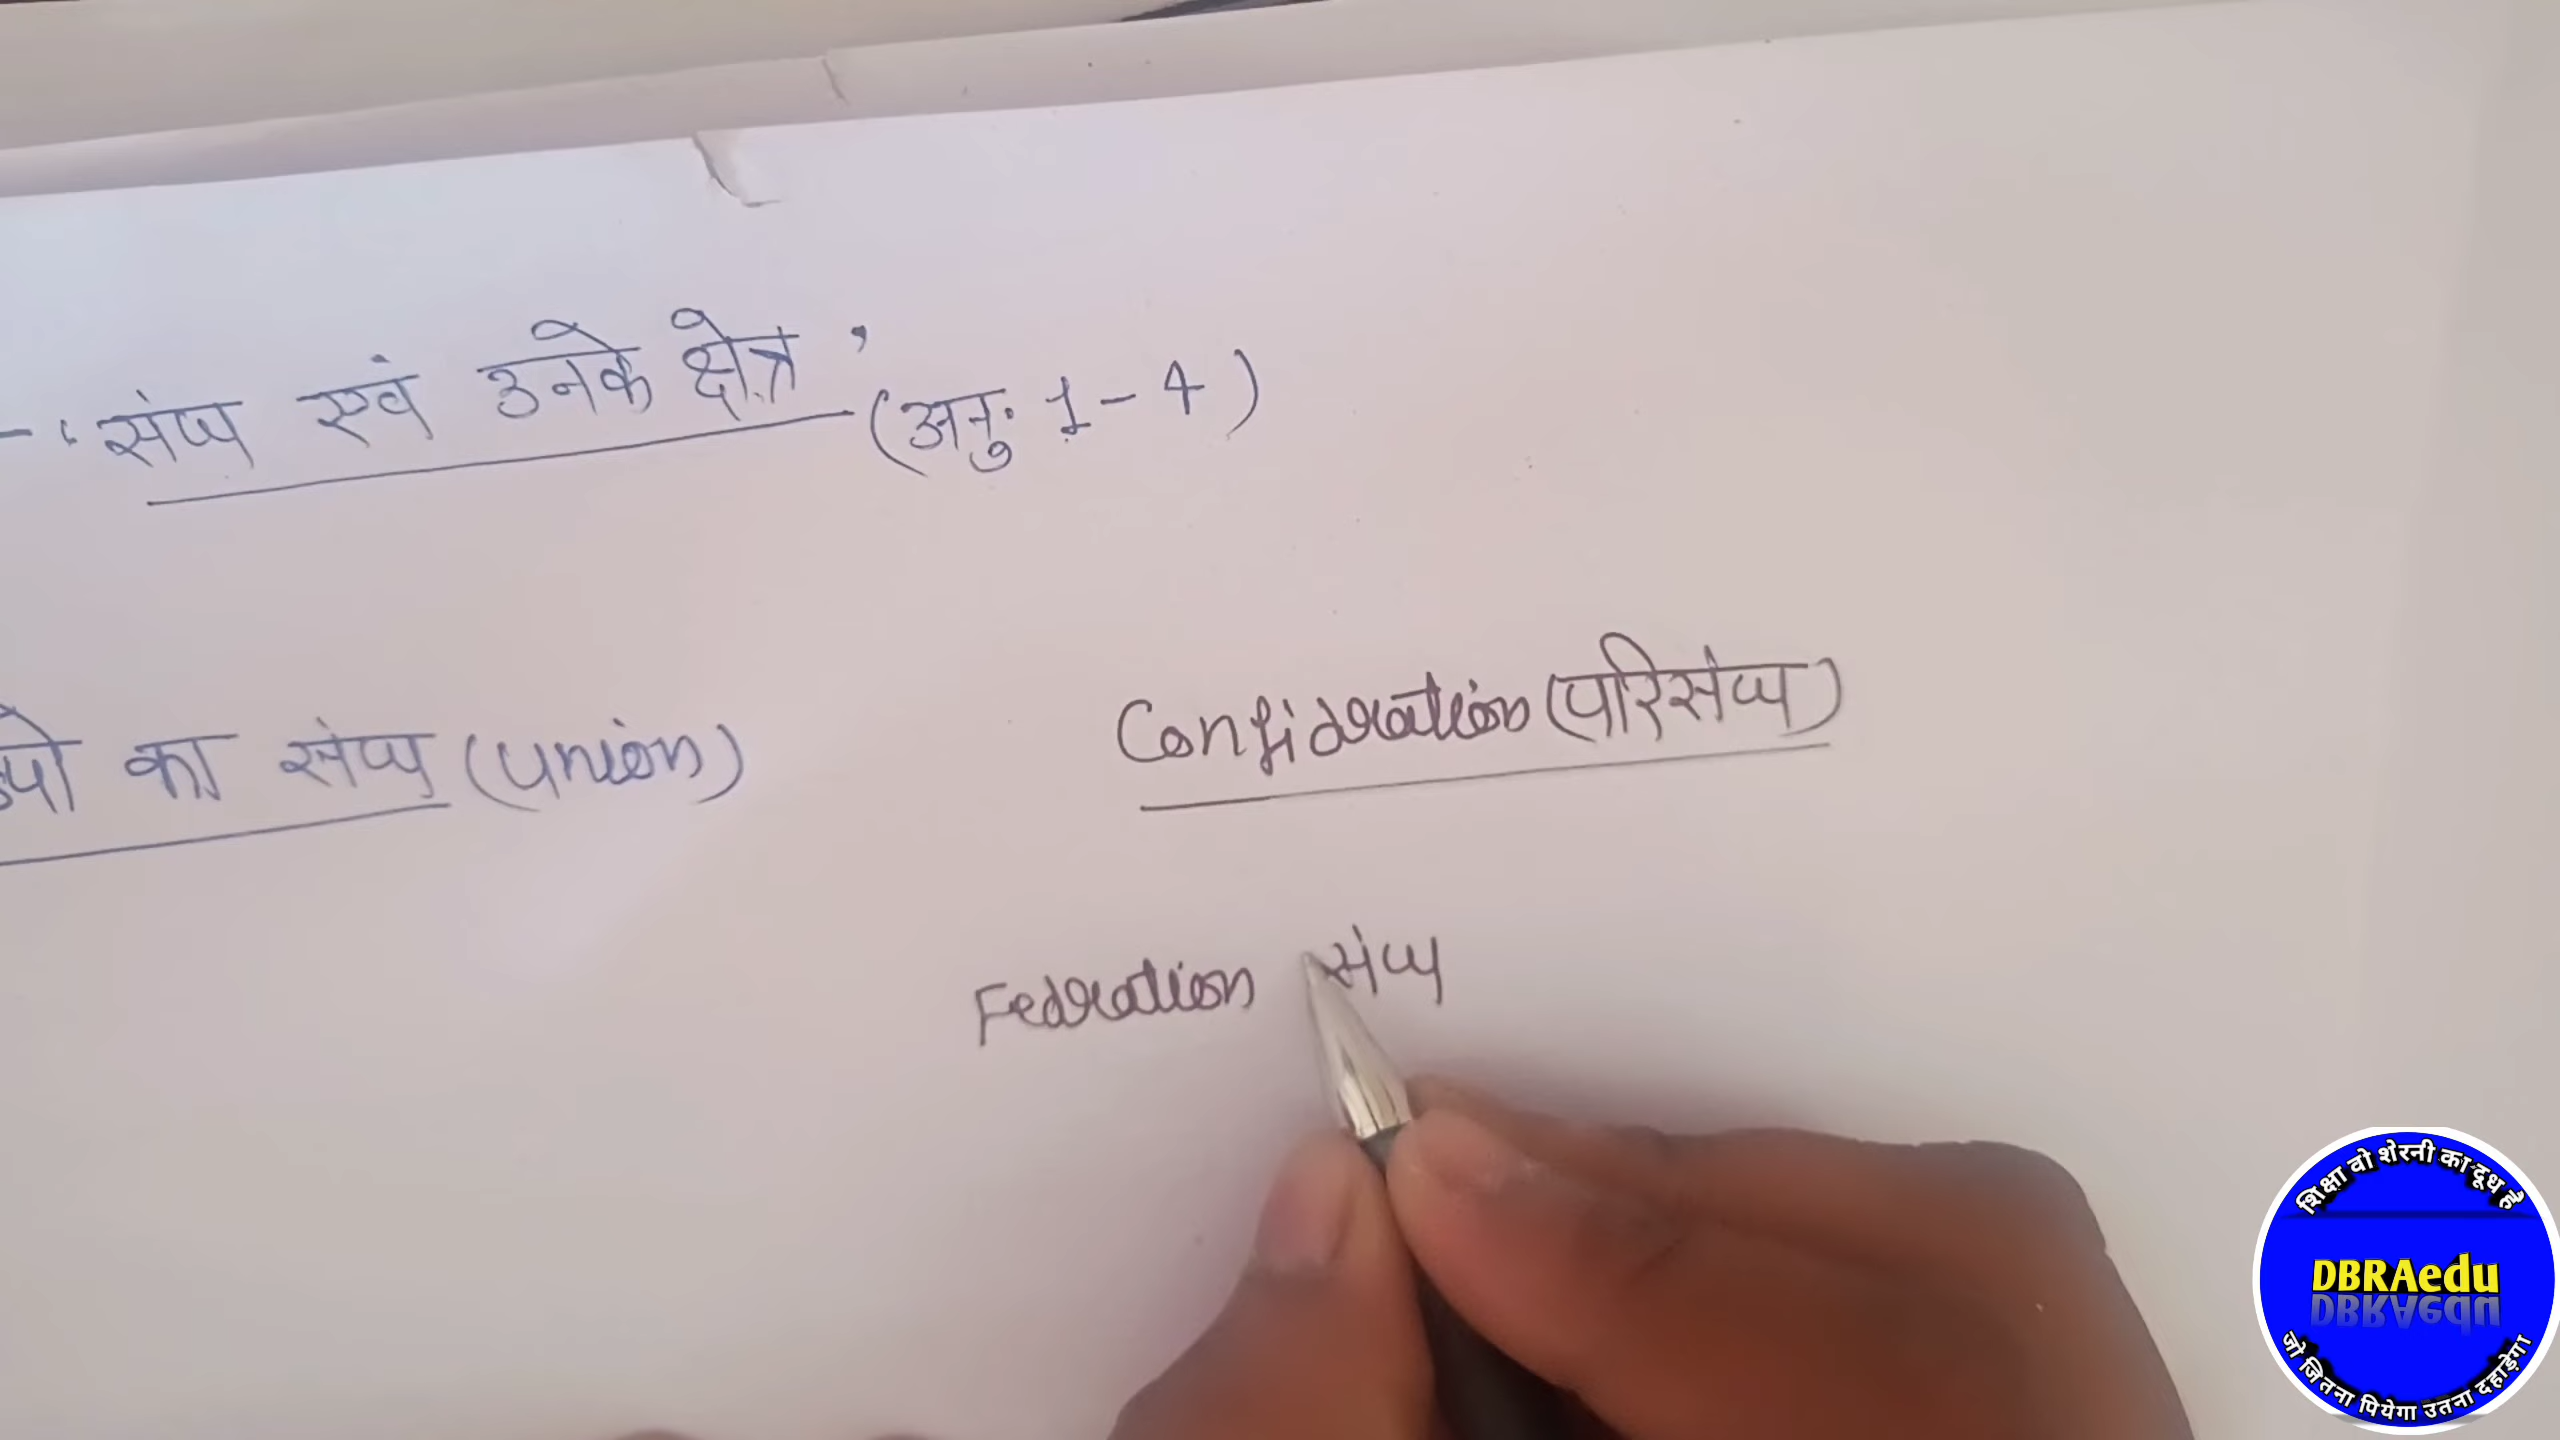 - 'संघ एवं उनके क्षेत्र' (अनु. 1 - 4)
का संघ (union)
Confidration (परिसंघ)
Fedration संघ
शिक्षा वो शेरनी का दूध है
DBRAedu
जो जितना पियेगा उतना दहाड़ेगा